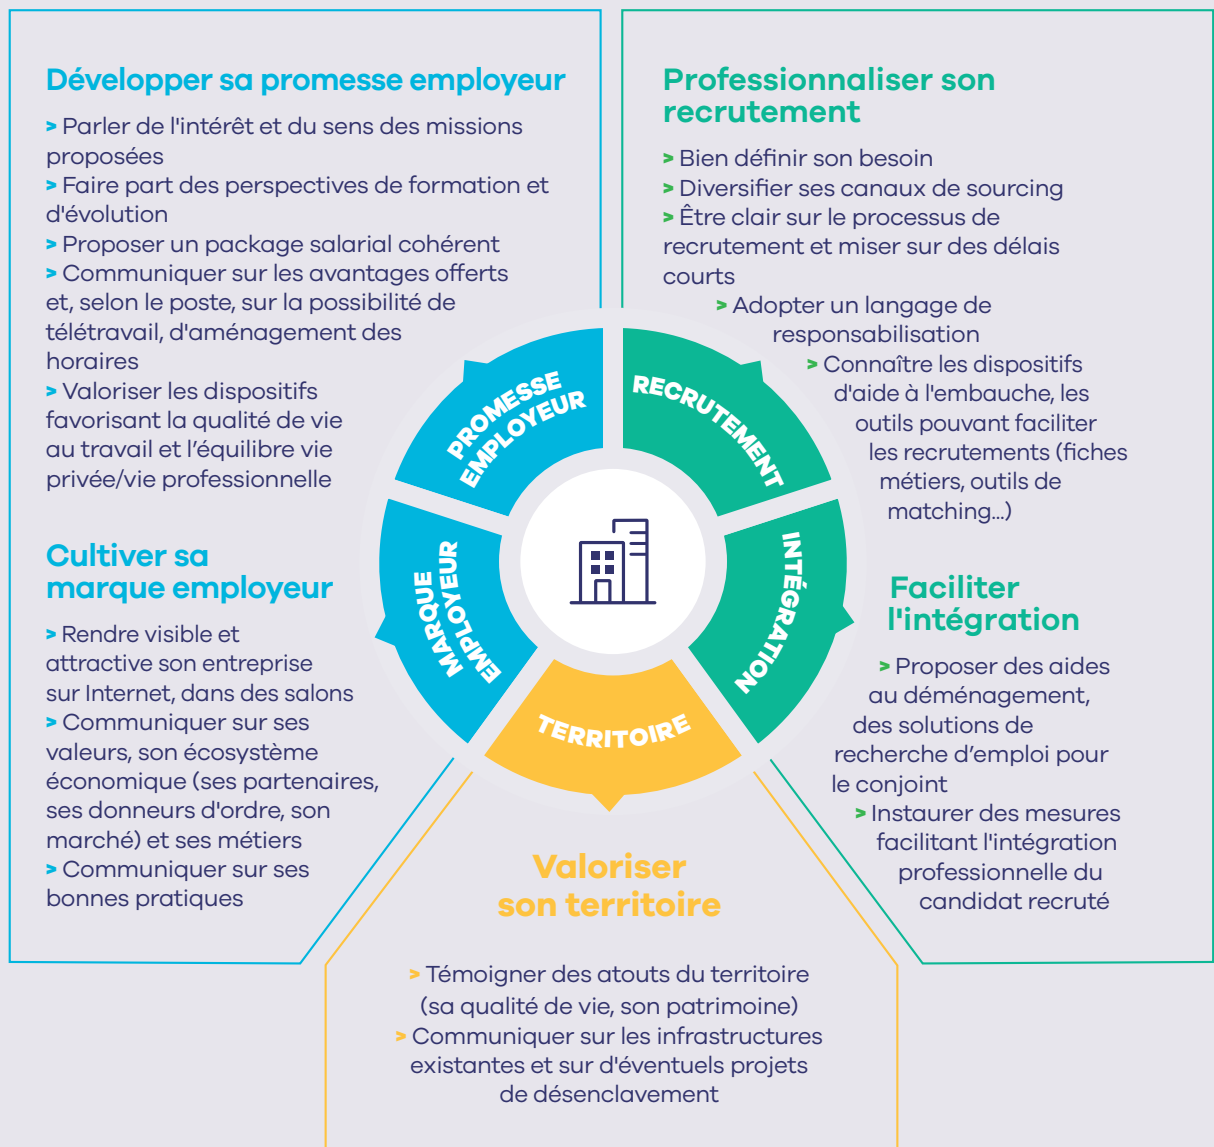 Développer sa promesse employeur
> Parler de l'intérêt et du sens des missions
proposées
> Faire part des perspectives de formation et
d'évolution
> Proposer un package salarial cohérent
> Communiquer sur les avantages offerts
et, selon le poste, sur la possibilité de
télétravail, d'aménagement des
horaires
> Valoriser les dispositifs
favorisant la qualité de vie
au travail et l’équilibre vie
privée/vie professionnelle
Cultiver sa
marque employeur
> Rendre visible et
attractive son entreprise
sur Internet, dans des salons
> Communiquer sur ses
valeurs, son écosystème
économique (ses partenaires,
ses donneurs d'ordre, son
marché) et ses métiers
> Communiquer sur ses
bonnes pratiques
Professionnaliser son
recrutement
> Bien définir son besoin
> Diversifier ses canaux de sourcing
> Être clair sur le processus de
recrutement et miser sur des délais
courts
> Adopter un langage de
responsabilisation
> Connaître les dispositifs
d'aide à l'embauche, les
outils pouvant faciliter
les recrutements (fiches
métiers, outils de
matching...)
Faciliter
l'intégration
> Proposer des aides
au déménagement,
des solutions de
recherche d’emploi pour
le conjoint
> Instaurer des mesures
facilitant l'intégration
professionnelle du
candidat recruté
PROMESSE
EMPLOYEUR
RECRUTEMENT
MARQUE
EMPLOYEUR
INTÉGRATION
TERRITOIRE
Valoriser
son territoire
> Témoigner des atouts du territoire
(sa qualité de vie, son patrimoine)
> Communiquer sur les infrastructures
existantes et sur d'éventuels projets
de désenclavement